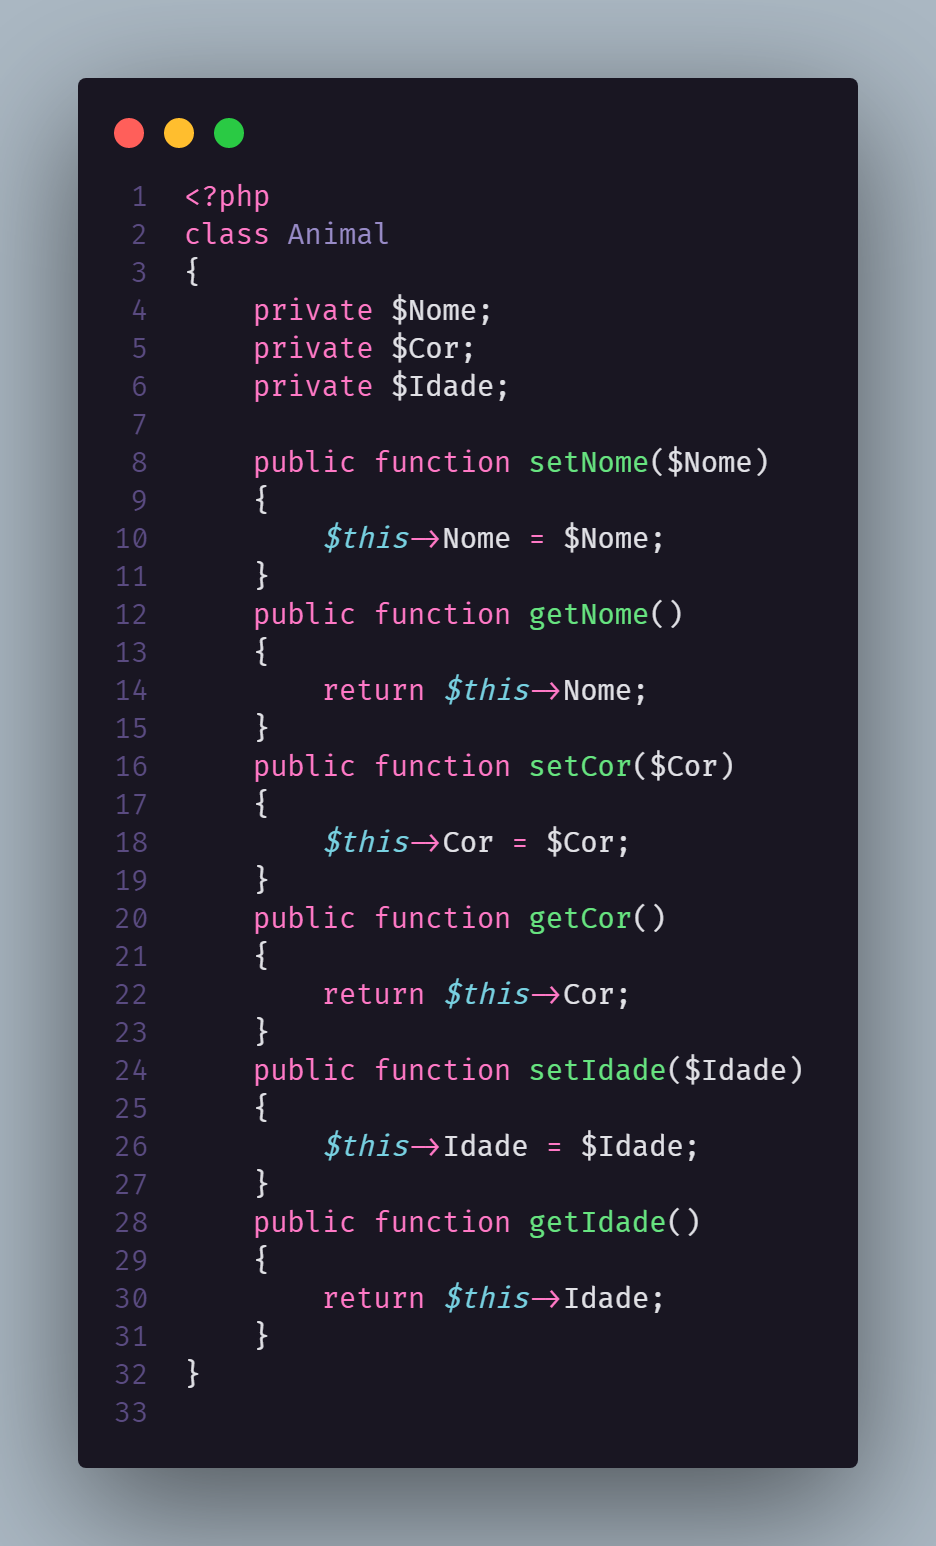 1 <?php
2 class Animal
3 {
4     private $Nome;
5     private $Cor;
6     private $Idade;
7
8     public function setNome($Nome)
9     {
10         $this->Nome = $Nome;
11     }
12     public function getNome()
13     {
14         return $this->Nome;
15     }
16     public function setCor($Cor)
17     {
18         $this->Cor = $Cor;
19     }
20     public function getCor()
21     {
22         return $this->Cor;
23     }
24     public function setIdade($Idade)
25     {
26         $this->Idade = $Idade;
27     }
28     public function getIdade()
29     {
30         return $this->Idade;
31     }
32 }
33